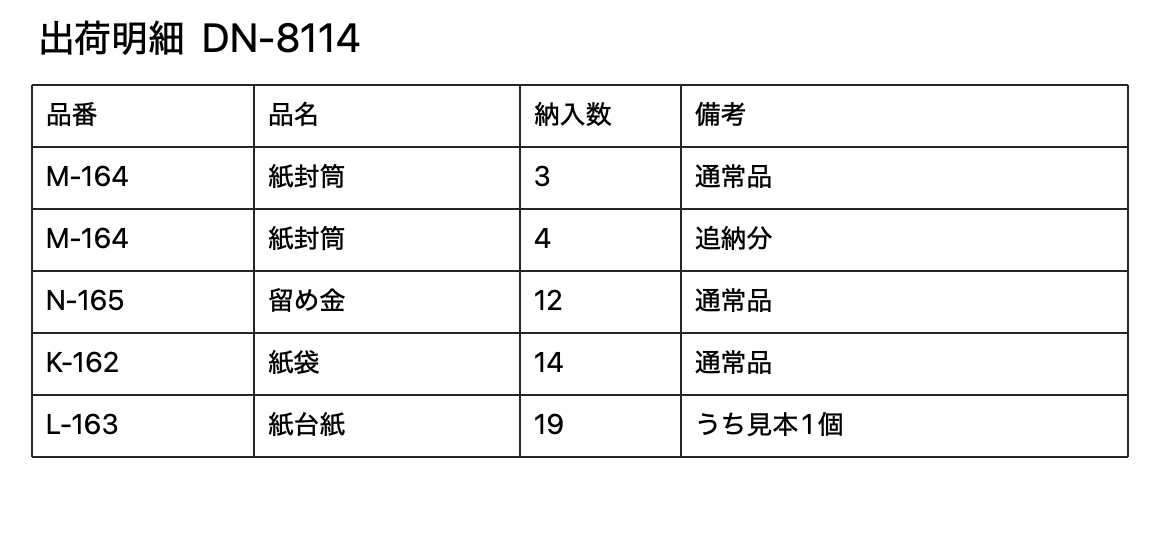 出荷明細 DN-8114
品番 品名 納入数 備考
M-164 紙封筒 3 通常品
M-164 紙封筒 4 追納分
N-165 留め金 12 通常品
K-162 紙袋 14 通常品
L-163 紙台紙 19 うち見本1個